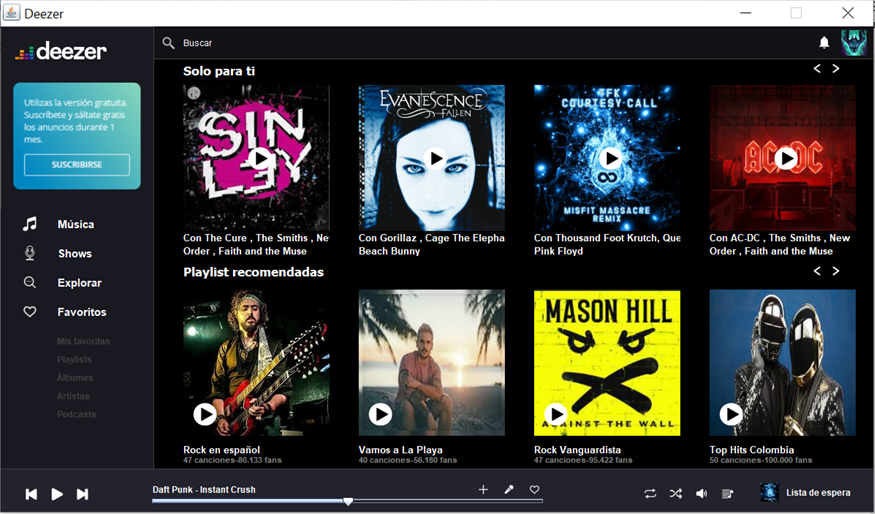 Deezer
deezer
Buscar
Utilizas la versión gratuita.
Suscríbete y sáltate gratis
los anuncios durante 1
mes.
SUSCRIBIRSE
Música
Shows
Explorar
Favoritos
Mis favoritas
Playlists
Álbumes
Artistas
Podcasts
Solo para ti
SIN
LEY
EVANESCENCE
FALLEN
TFK
COURTESY CALL
MISFIT MASSACRE
REMIX
AC DC
Con The Cure , The Smiths , Ne
Order , Faith and the Muse
Con Gorillaz , Cage The Elepha
Beach Bunny
Con Thousand Foot Krutch, Que
Pink Floyd
Con AC-DC , The Smiths , New
Order , Faith and the Muse
Playlist recomendadas
MASON HILL
AGAINST THE WALL
Rock en español
47 canciones-80.133 fans
Vamos a La Playa
40 canciones-56.180 fans
Rock Vanguardista
47 canciones-95.422 fans
Top Hits Colombia
50 canciones-100.000 fans
Daft Punk - Instant Crush
Lista de espera